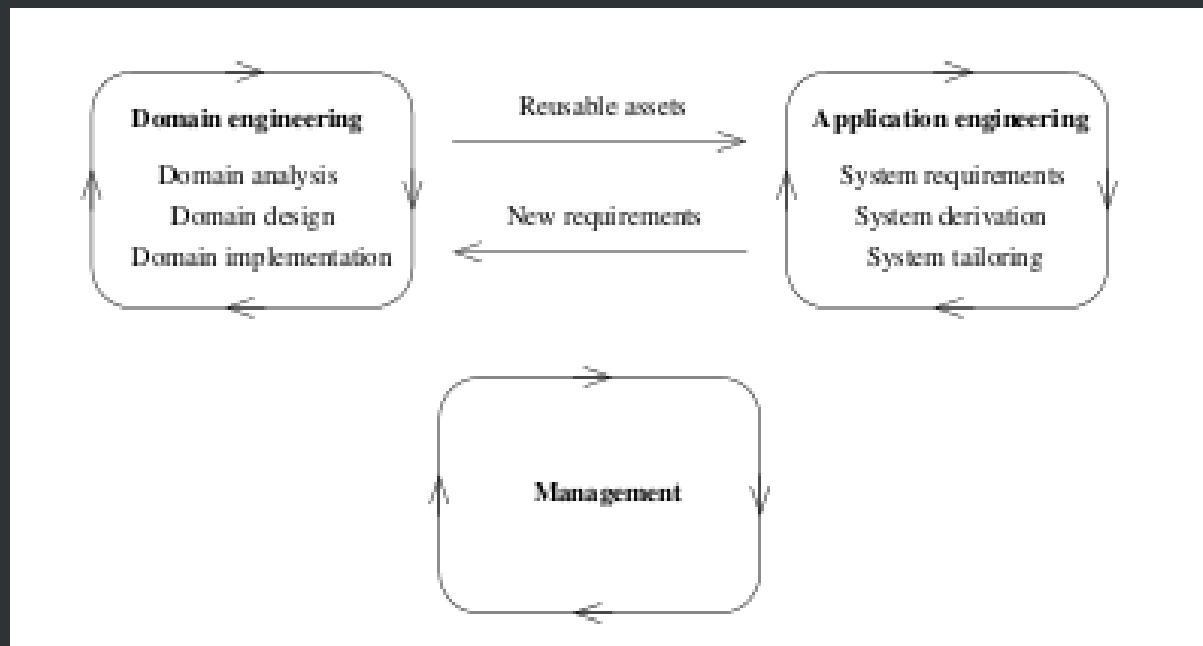 Domain engineering
Domain analysis
Domain design
Domain implementation
Reusable assets
New requirements
Application engineering
System requirements
System derivation
System tailoring
Management